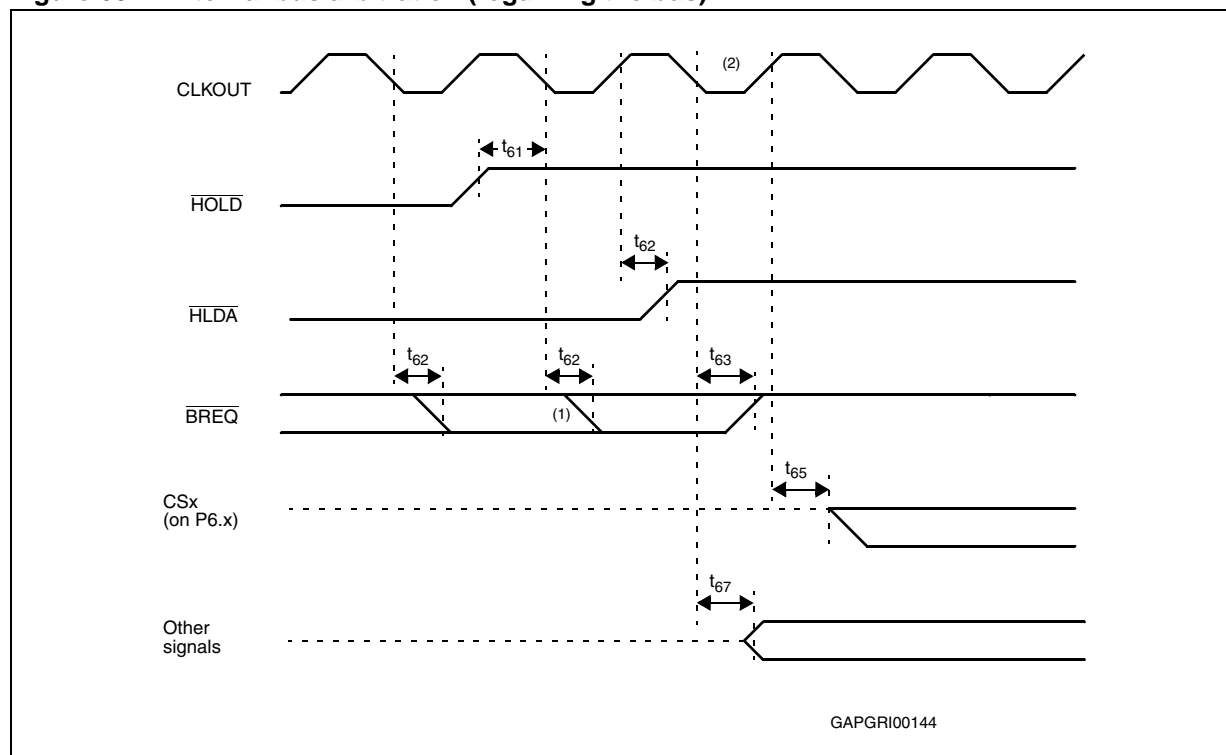 CLKOUT
(2)
t61
HOLD
t62
HLDA
t62
t62
t63
BREQ
(1)
t65
CSx
(on P6.x)
t67
Other
signals
GAPGRI00144